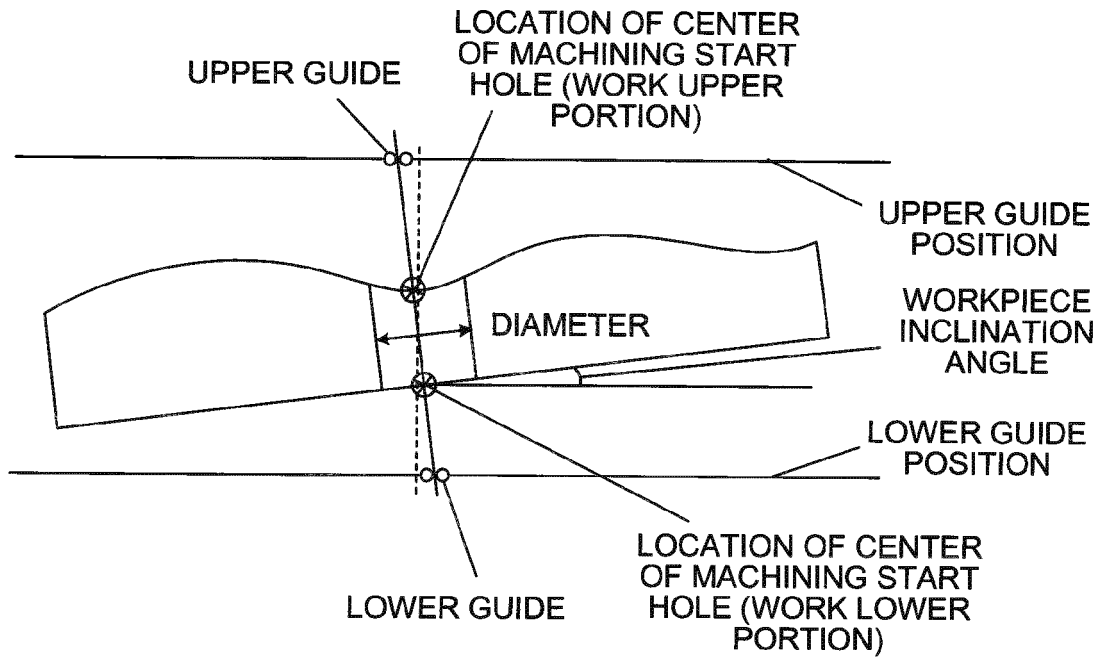 LOCATION OF CENTER
OF MACHINING START
HOLE (WORK UPPER
PORTION)
UPPER GUIDE
UPPER GUIDE
POSITION
WORKPIECE
INCLINATION
ANGLE
DIAMETER
LOWER GUIDE
POSITION
LOCATION OF CENTER
OF MACHINING START
HOLE (WORK LOWER
PORTION)
LOWER GUIDE